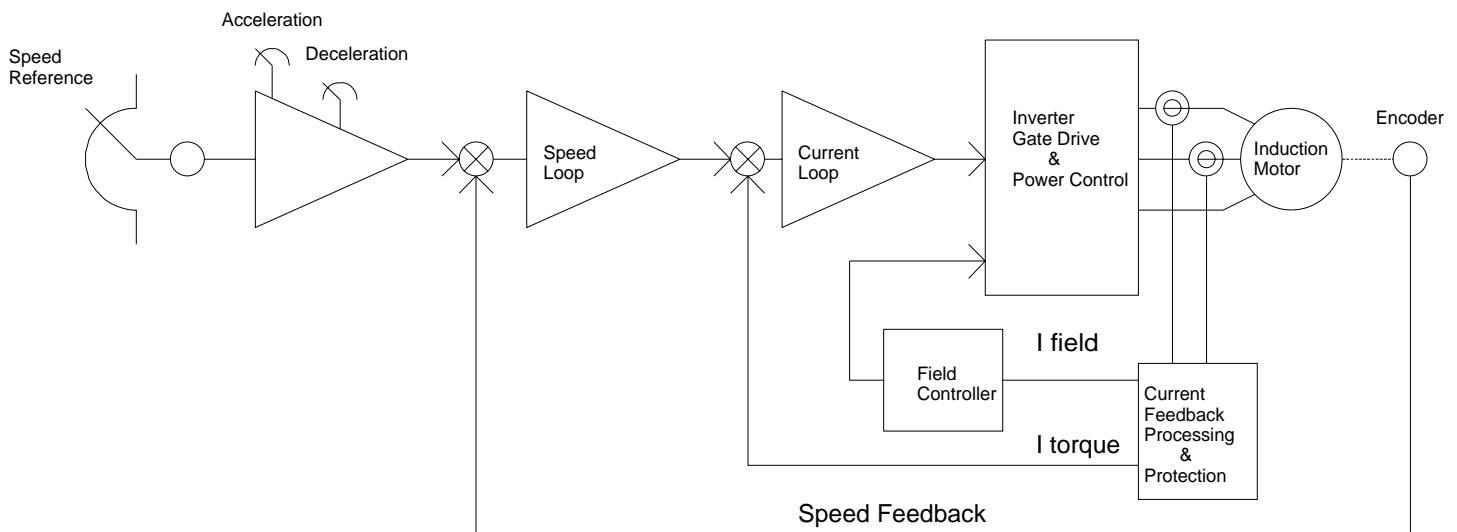 Acceleration
Deceleration
Speed
Reference
Speed
Loop
Current
Loop
Inverter
Gate Drive
&
Power Control
Induction
Motor
Encoder
I field
Field
Controller
Current
Feedback
Processing
&
Protection
I torque
Speed Feedback